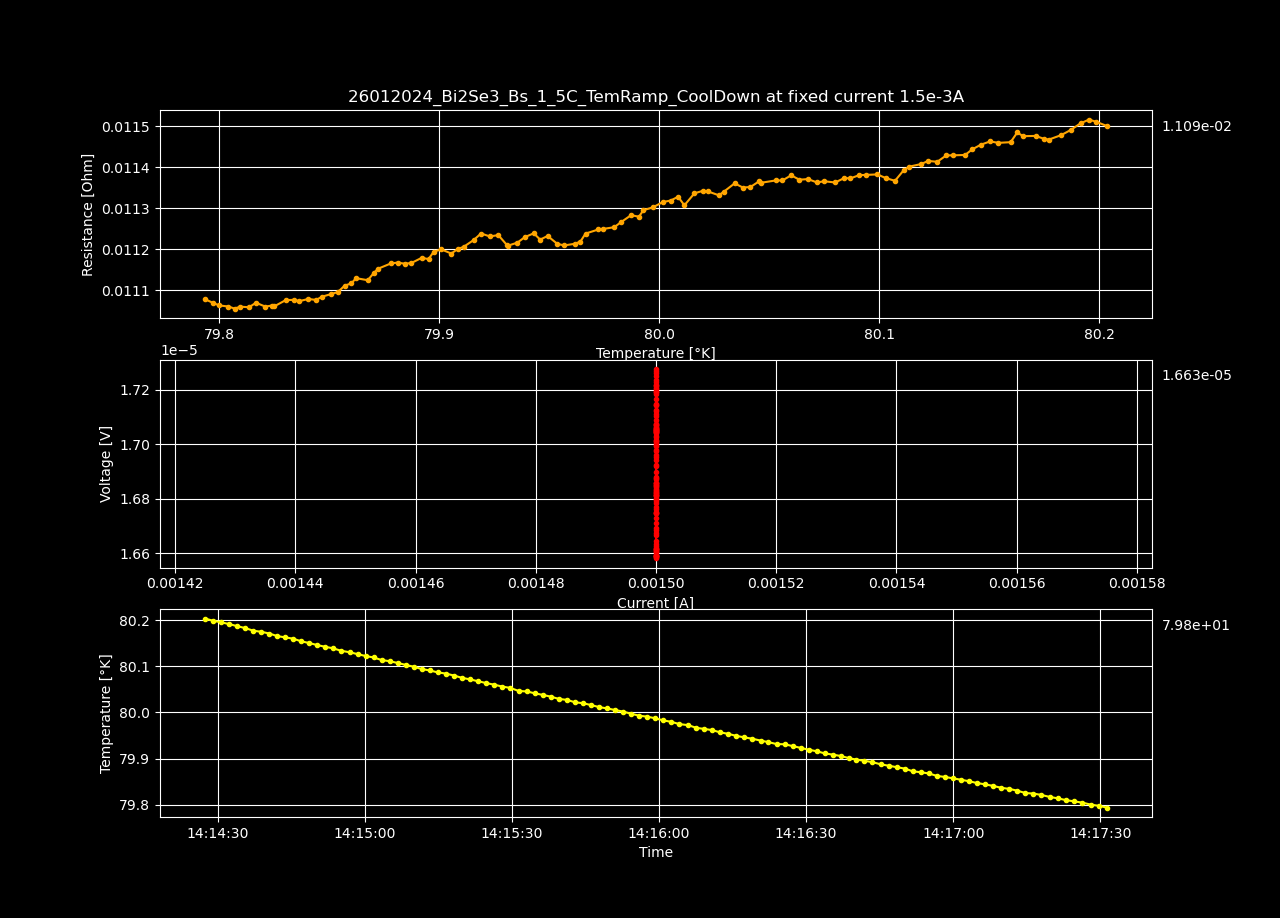 26012024_Bi2Se3_Bs_1_5C_TemRamp_CoolDown at fixed current 1.5e-3A
1.109e-02
Resistance [Ohm]
0.0115
0.0114
0.0113
0.0112
0.0111
79.8 79.9 80.0 80.1 80.2
Temperature [°K]
1e−5
1.663e-05
Voltage [V]
1.72
1.70
1.68
1.66
0.00142 0.00144 0.00146 0.00148 0.00150 0.00152 0.00154 0.00156 0.00158
Current [A]
7.98e+01
Temperature [°K]
80.2
80.1
80.0
79.9
79.8
14:14:30 14:15:00 14:15:30 14:16:00 14:16:30 14:17:00 14:17:30
Time